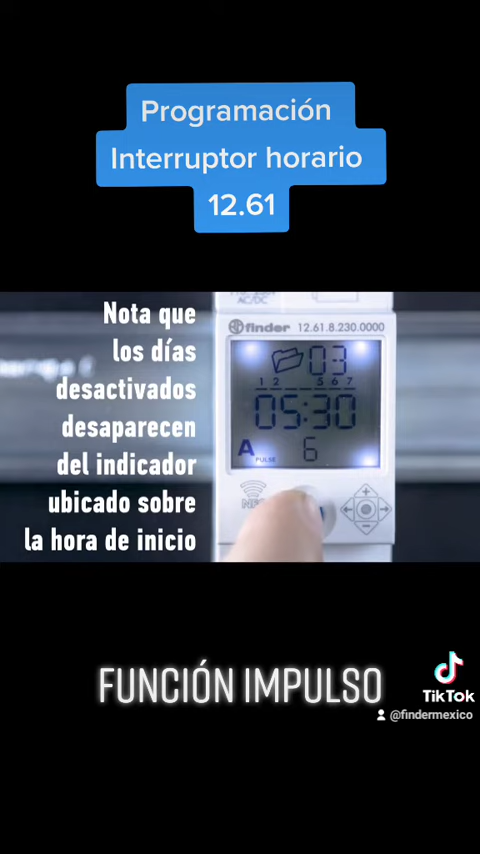 Programación
Interruptor horario
12.61
AC/DC
Nota que
los días
desactivados
desaparecen
del indicador
ubicado sobre
la hora de inicio
finder 12.61.8.230.0000
03
1 2 5 6 7
05:30
A PULSE 6
FUNCIÓN IMPULSO
TikTok
@findermexico